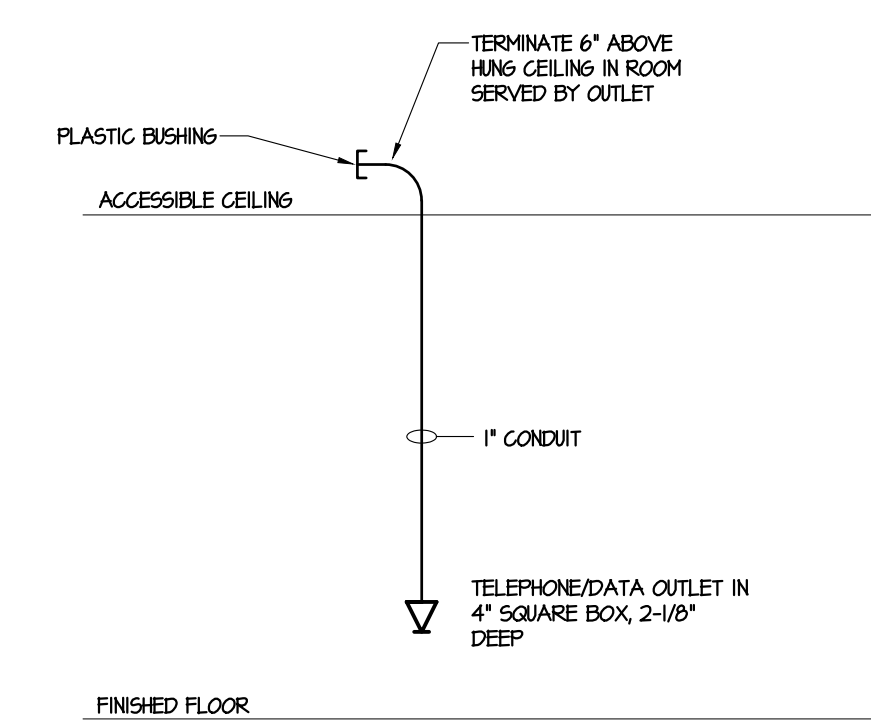 TERMINATE 6" ABOVE
HUNG CEILING IN ROOM
SERVED BY OUTLET
PLASTIC BUSHING
ACCESSIBLE CEILING
1" CONDUIT
TELEPHONE/DATA OUTLET IN
4" SQUARE BOX, 2-1/8"
DEEP
FINISHED FLOOR